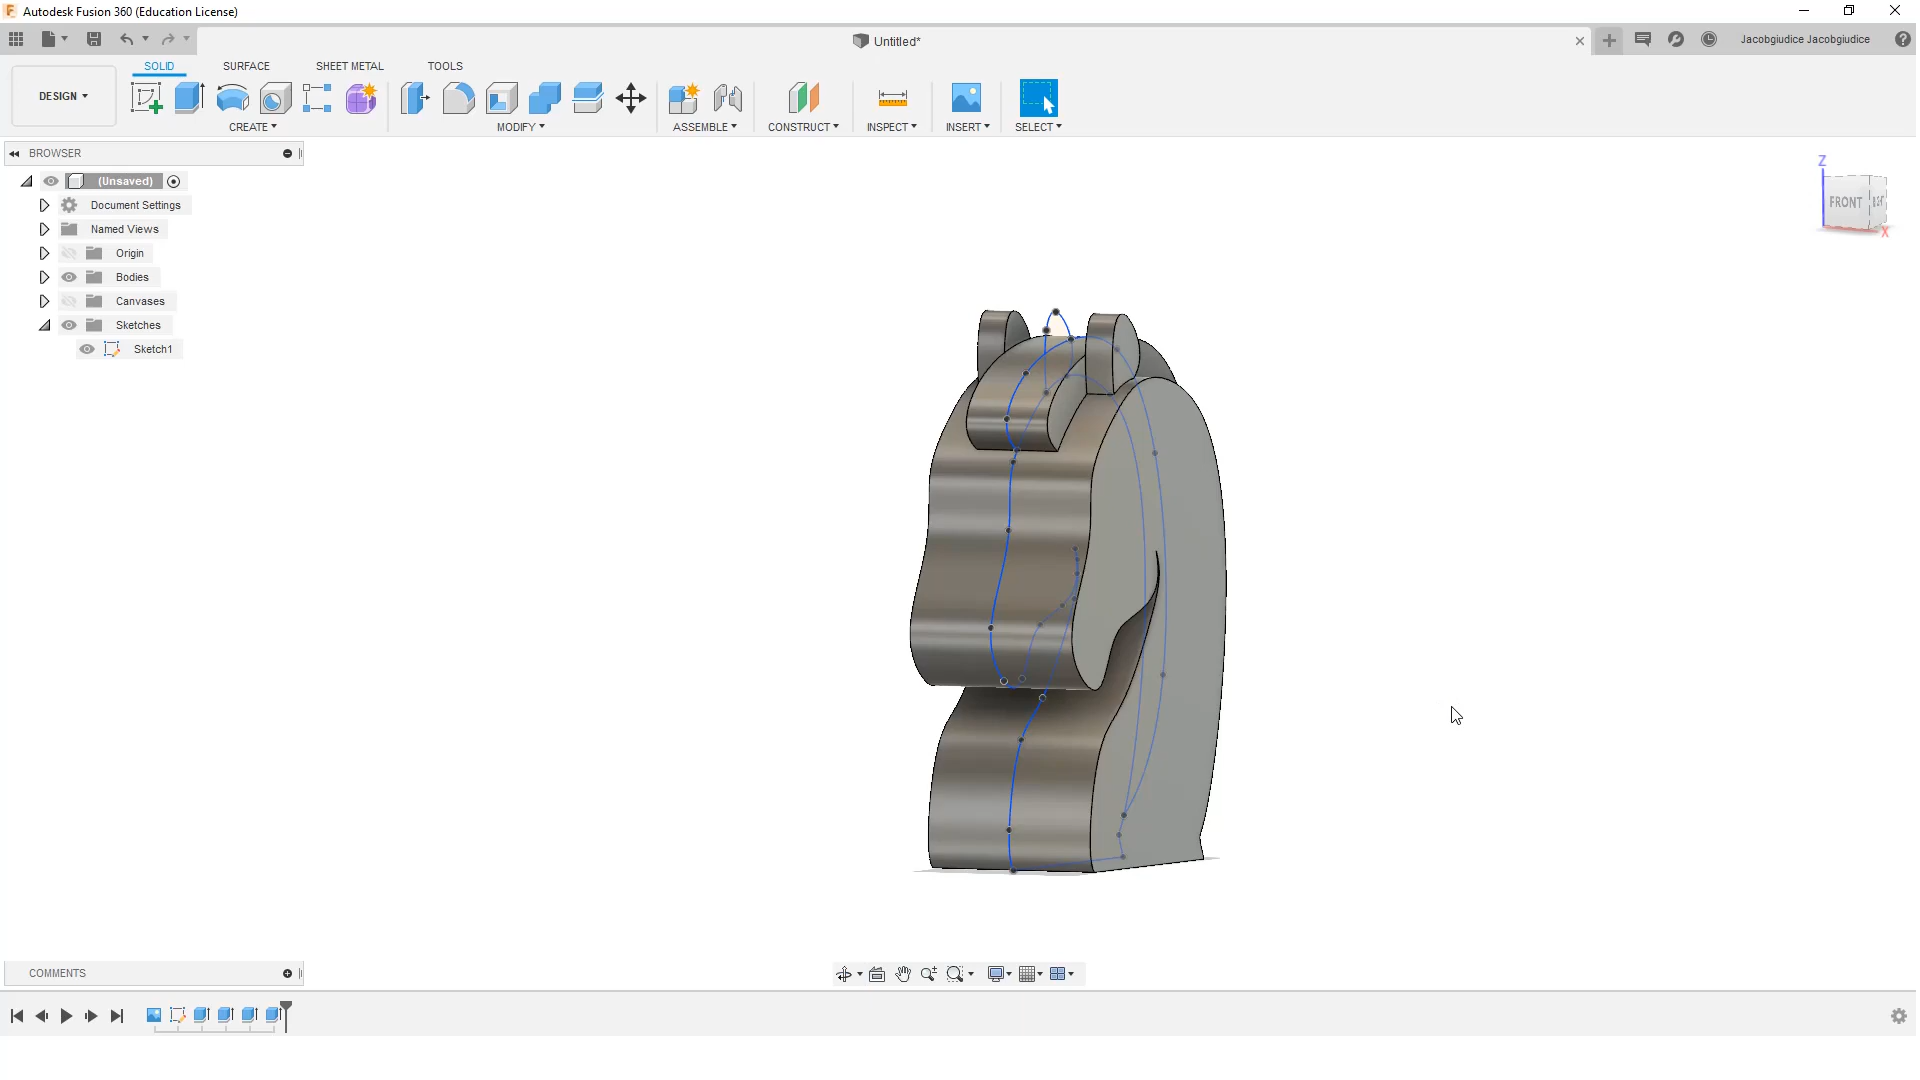 Autodesk Fusion 360 (Education License)
Untitled*
Jacobgiudice Jacobgiudice
DESIGN
SOLID
SURFACE
SHEET METAL
TOOLS
CREATE
MODIFY
ASSEMBLE
CONSTRUCT
INSPECT
INSERT
SELECT
BROWSER
(Unsaved)
Document Settings
Named Views
Origin
Bodies
Canvases
Sketches
Sketch1
Z
FRONT
X
COMMENTS